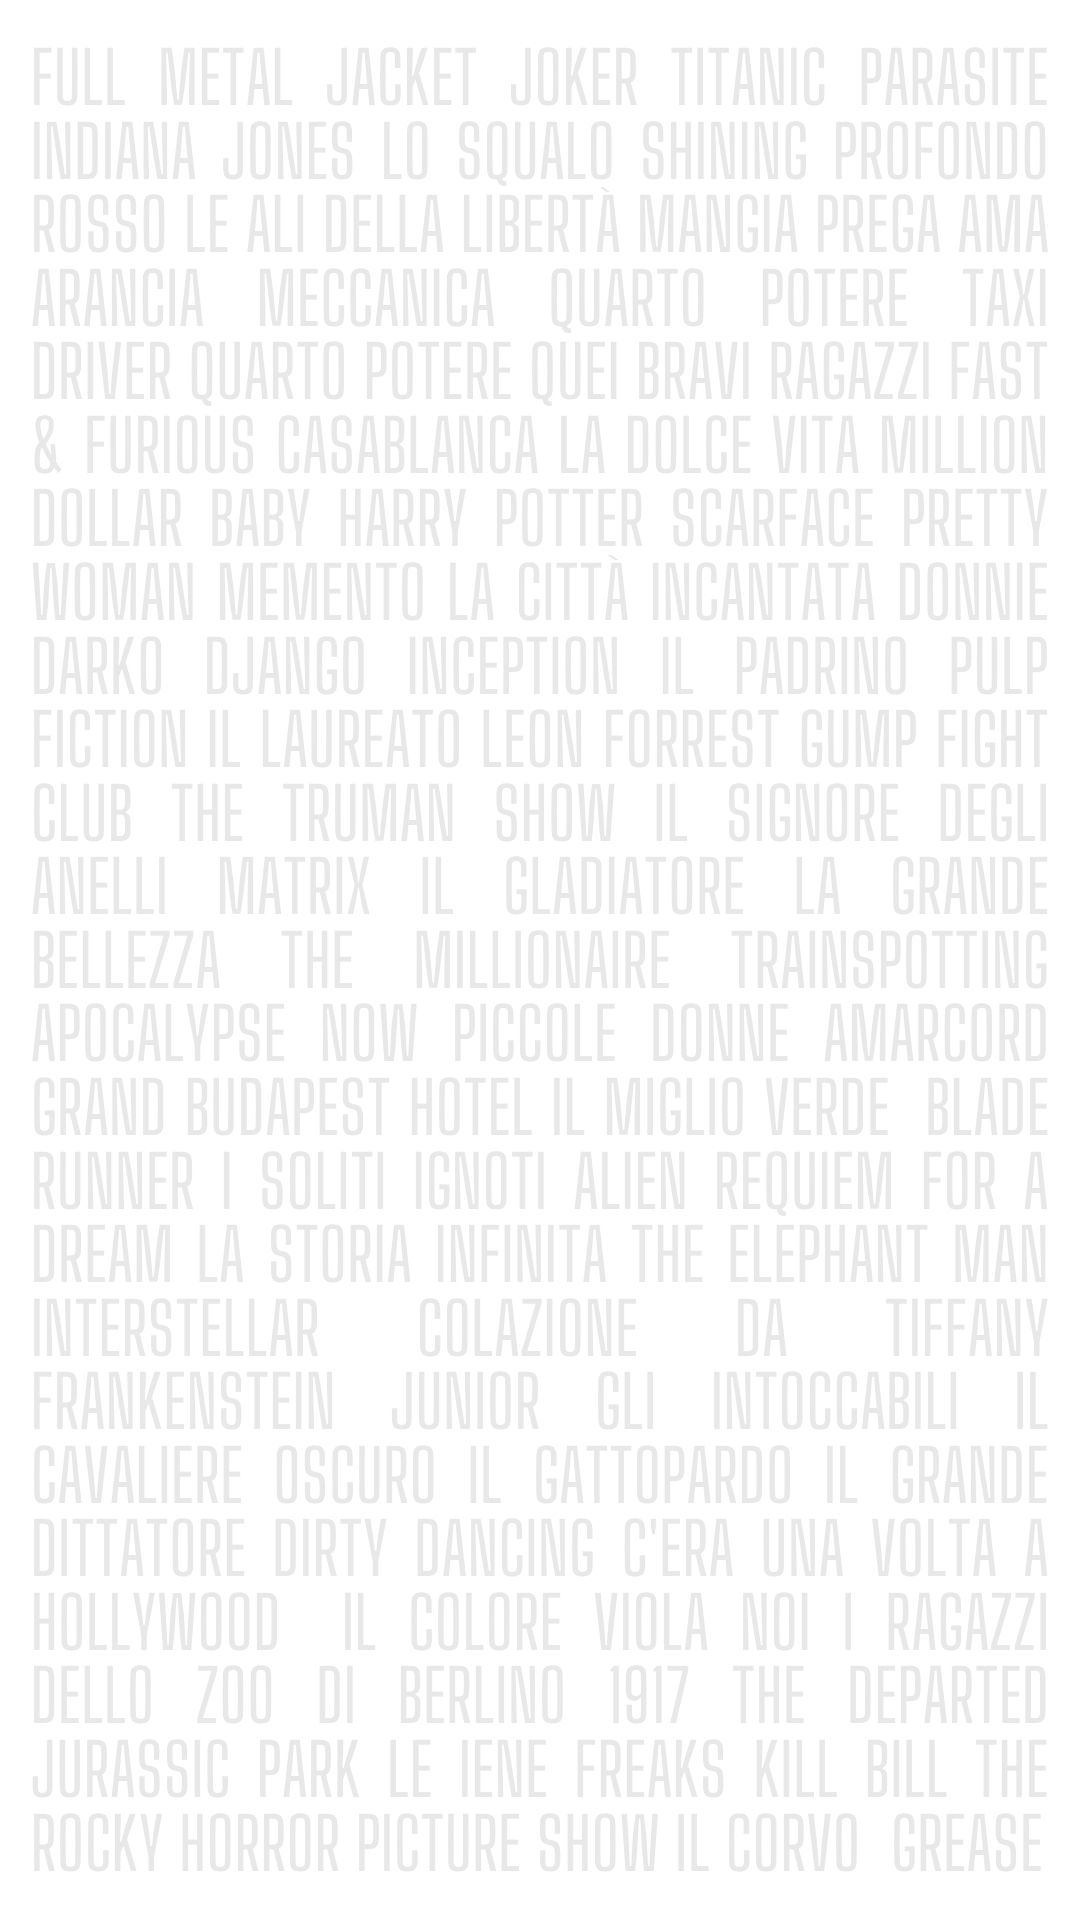 FULL METAL JACKET JOKER TITANIC PARASITE
INDIANA JONES LO SQUALO SHINING PROFONDO
ROSSO LE ALI DELLA LIBERTÀ MANGIA PREGA AMA
ARANCIA MECCANICA QUARTO POTERE TAXI
DRIVER QUARTO POTERE QUEI BRAVI RAGAZZI FAST
& FURIOUS CASABLANCA LA DOLCE VITA MILLION
DOLLAR BABY HARRY POTTER SCARFACE PRETTY
WOMAN MEMENTO LA CITTÀ INCANTATA DONNIE
DARKO DJANGO INCEPTION IL PADRINO PULP
FICTION IL LAUREATO LEON FORREST GUMP FIGHT
CLUB THE TRUMAN SHOW IL SIGNORE DEGLI
ANELLI MATRIX IL GLADIATORE LA GRANDE
BELLEZZA THE MILLIONAIRE TRAINSPOTTING
APOCALYPSE NOW PICCOLE DONNE AMARCORD
GRAND BUDAPEST HOTEL IL MIGLIO VERDE BLADE
RUNNER I SOLITI IGNOTI ALIEN REQUIEM FOR A
DREAM LA STORIA INFINITA THE ELEPHANT MAN
INTERSTELLAR COLAZIONE DA TIFFANY
FRANKENSTEIN JUNIOR GLI INTOCCABILI IL
CAVALIERE OSCURO IL GATTOPARDO IL GRANDE
DITTATORE DIRTY DANCING C'ERA UNA VOLTA A
HOLLYWOOD IL COLORE VIOLA NOI I RAGAZZI
DELLO ZOO DI BERLINO 1917 THE DEPARTED
JURASSIC PARK LE IENE FREAKS KILL BILL THE
ROCKY HORROR PICTURE SHOW IL CORVO GREASE